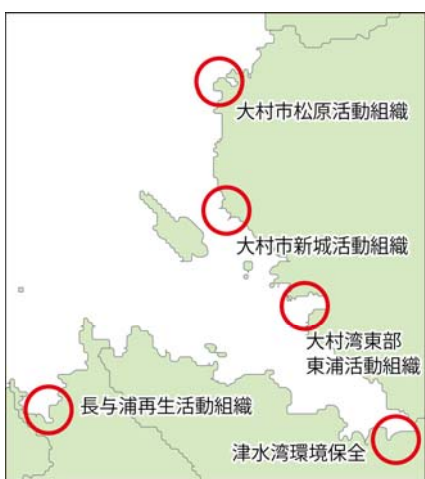 大村市松原活動組織
大村市新城活動組織
大村湾東部
東浦活動組織
長与浦再生活動組織
津水湾環境保全